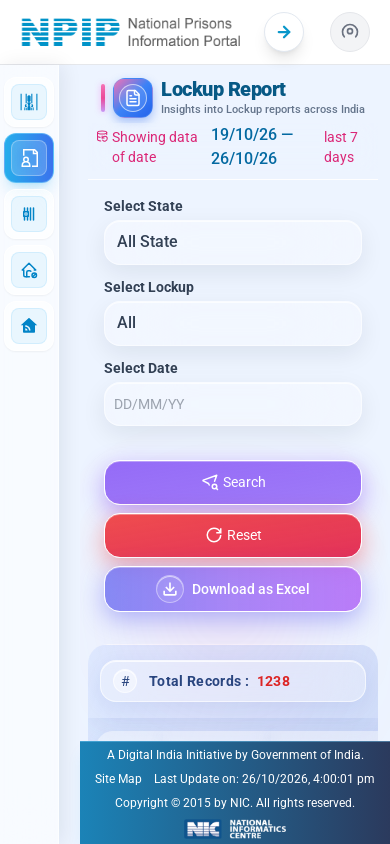 NPIP National Prisons
Information Portal
Lockup Report
Insights into Lockup reports across India
Showing data of date 19/10/26 — 26/10/2026 last 7 days
Select State
All State
Select Lockup
All
Select Date
DD/MM/YY
Search
Reset
Download as Excel
# Total Records : 1238
A Digital India Initiative by Government of India.
Site Map Last Update on: 26/10/2026, 4:00:01 pm
Copyright © 2015 by NIC. All rights reserved.
NIC NATIONAL
INFORMATICS
CENTRE